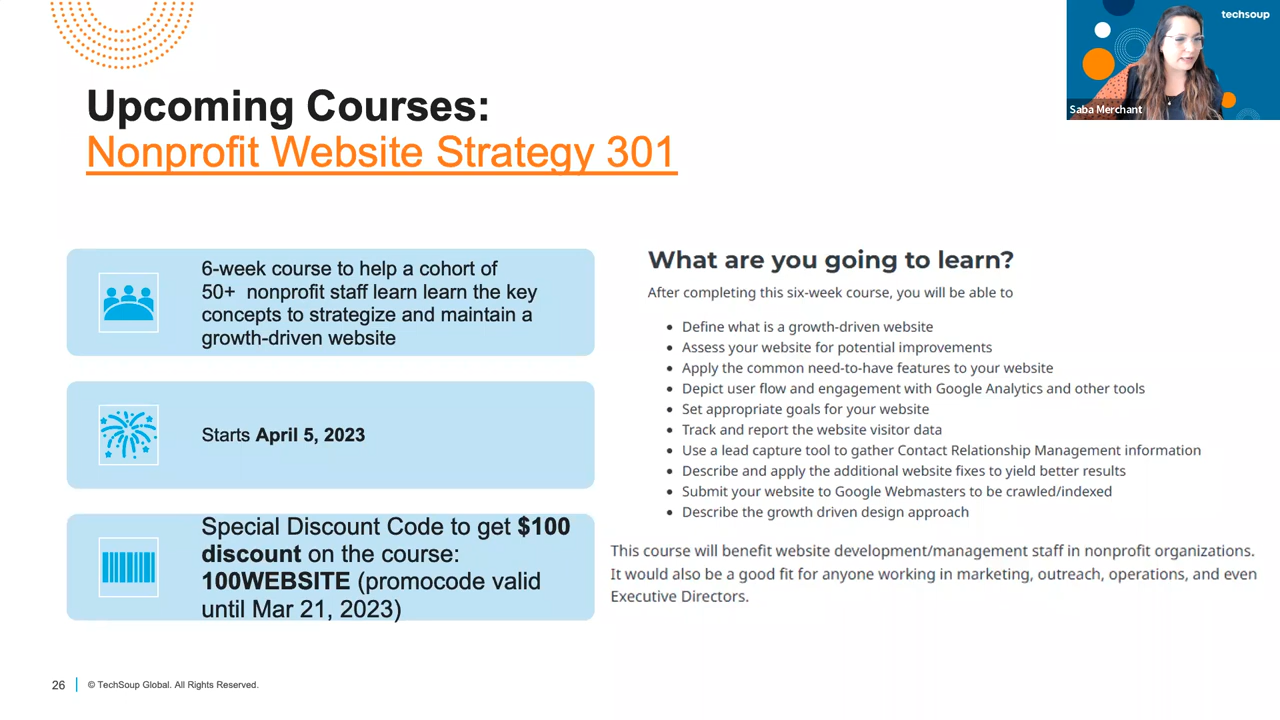 techsoup
Saba Merchant
Upcoming Courses:
Nonprofit Website Strategy 301
6-week course to help a cohort of
50+ nonprofit staff learn learn the key
concepts to strategize and maintain a
growth-driven website
Starts April 5, 2023
Special Discount Code to get $100
discount on the course:
100WEBSITE (promocode valid
until Mar 21, 2023)
What are you going to learn?
After completing this six-week course, you will be able to
• Define what is a growth-driven website
• Assess your website for potential improvements
• Apply the common need-to-have features to your website
• Depict user flow and engagement with Google Analytics and other tools
• Set appropriate goals for your website
• Track and report the website visitor data
• Use a lead capture tool to gather Contact Relationship Management information
• Describe and apply the additional website fixes to yield better results
• Submit your website to Google Webmasters to be crawled/indexed
• Describe the growth driven design approach
This course will benefit website development/management staff in nonprofit organizations.
It would also be a good fit for anyone working in marketing, outreach, operations, and even
Executive Directors.
26
© TechSoup Global. All Rights Reserved.